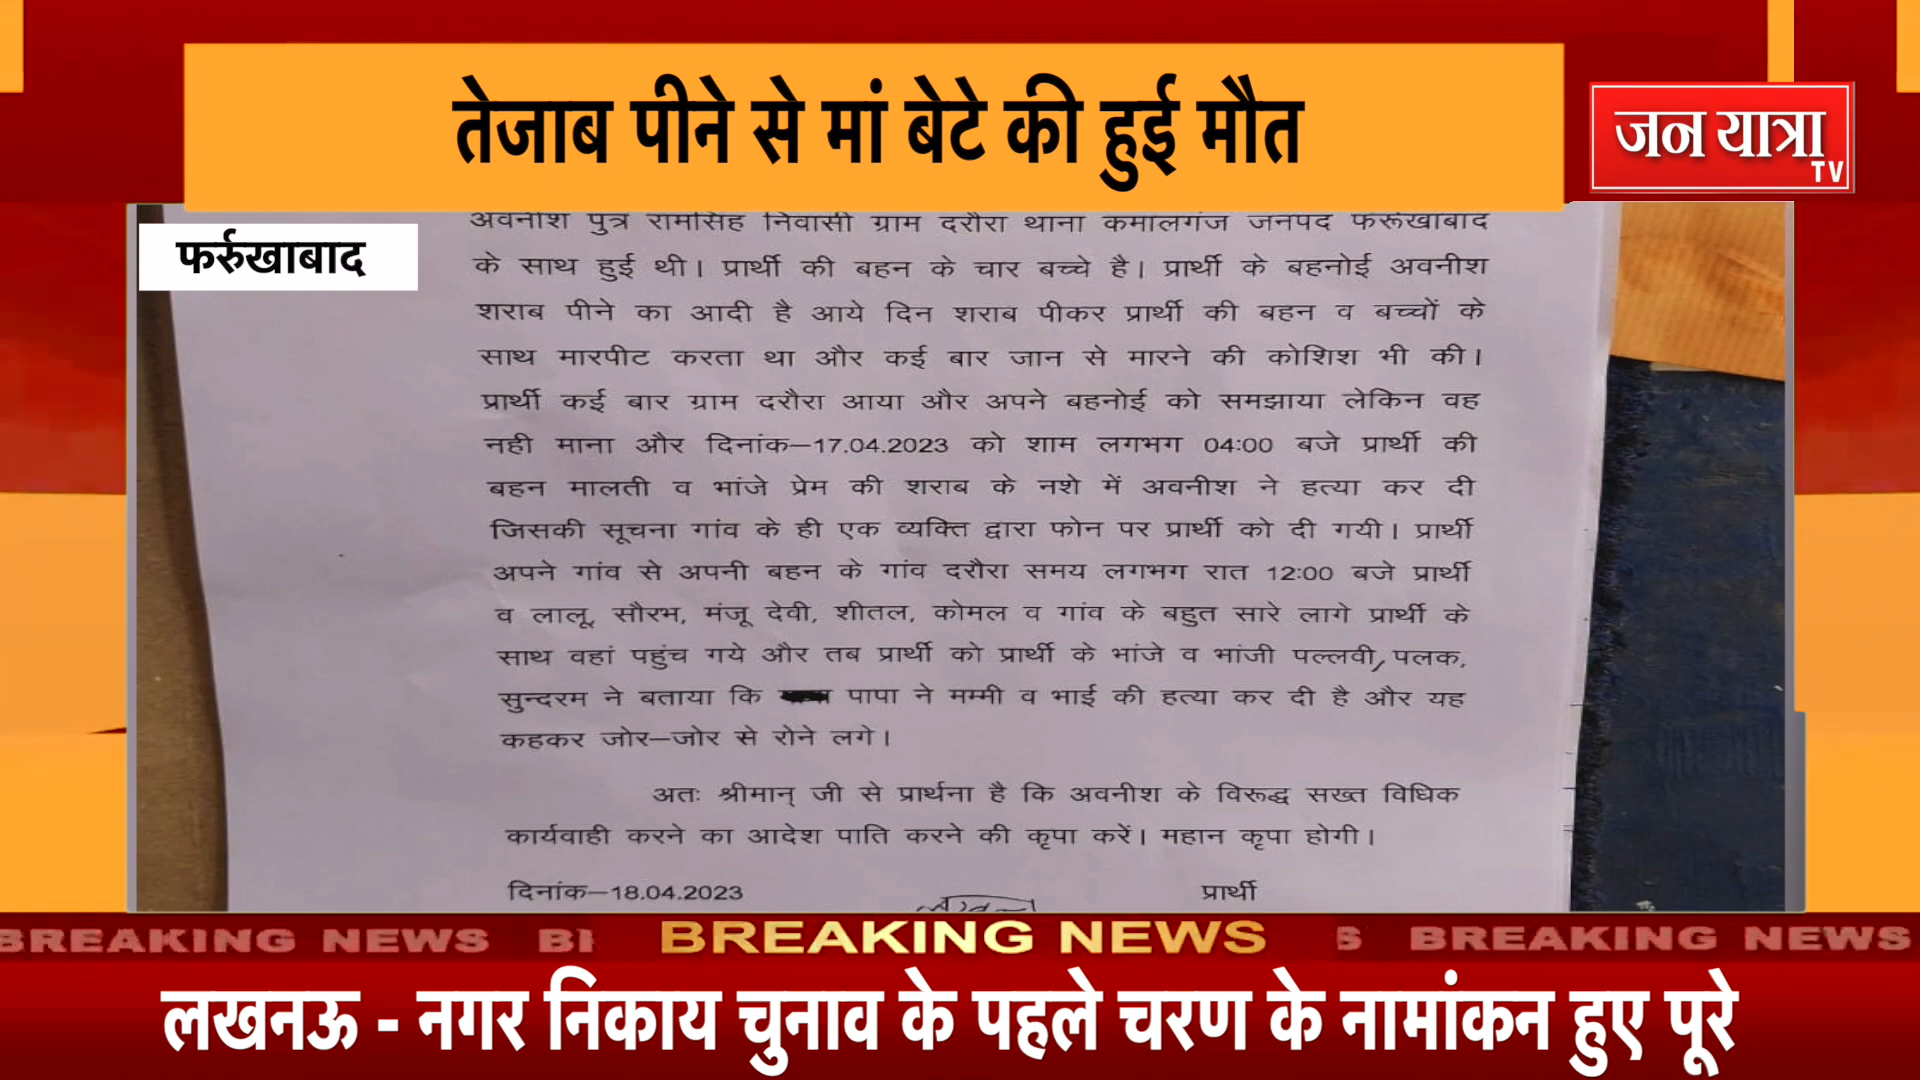 तेजाब पीने से मां बेटे की हुई मौत
जन यात्रा
TV
फर्रुखाबाद
अवनीश पुत्र रामसिंह निवासी ग्राम दरौरा थाना कमालगंज जनपद फर्रूखाबाद
के साथ हुई थी। प्रार्थी की बहन के चार बच्चे है। प्रार्थी के बहनोई अवनीश
शराब पीने का आदी है आये दिन शराब पीकर प्रार्थी की बहन व बच्चों के
साथ मारपीट करता था और कई बार जान से मारने की कोशिश भी की।
प्रार्थी कई बार ग्राम दरौरा आया और अपने बहनोई को समझाया लेकिन वह
नही माना और दिनांक–17.04.2023 को शाम लगभग 04:00 बजे प्रार्थी की
बहन मालती व भांजे प्रेम की शराब के नशे में अवनीश ने हत्या कर दी
जिसकी सूचना गांव के ही एक व्यक्ति द्वारा फोन पर प्रार्थी को दी गयी। प्रार्थी
अपने गांव से अपनी बहन के गांव दरौरा समय लगभग रात 12:00 बजे प्रार्थी
व लालू, सौरभ, मंजू देवी, शीतल, कोमल व गांव के बहुत सारे लागे प्रार्थी के
साथ वहां पहुंच गये और तब प्रार्थी को प्रार्थी के भांजे व भांजी पल्लवी, पलक,
सुन्दरम ने बताया कि पापा ने मम्मी व भाई की हत्या कर दी है और यह
कहकर जोर–जोर से रोने लगे।
अतः श्रीमान् जी से प्रार्थना है कि अवनीश के विरूद्ध सख्त विधिक
कार्यवाही करने का आदेश पाति करने की कृपा करें। महान कृपा होगी।
दिनांक–18.04.2023 प्रार्थी
BREAKING NEWS BREAKING NEWS BREAKING NEWS
लखनऊ - नगर निकाय चुनाव के पहले चरण के नामांकन हुए पूरे